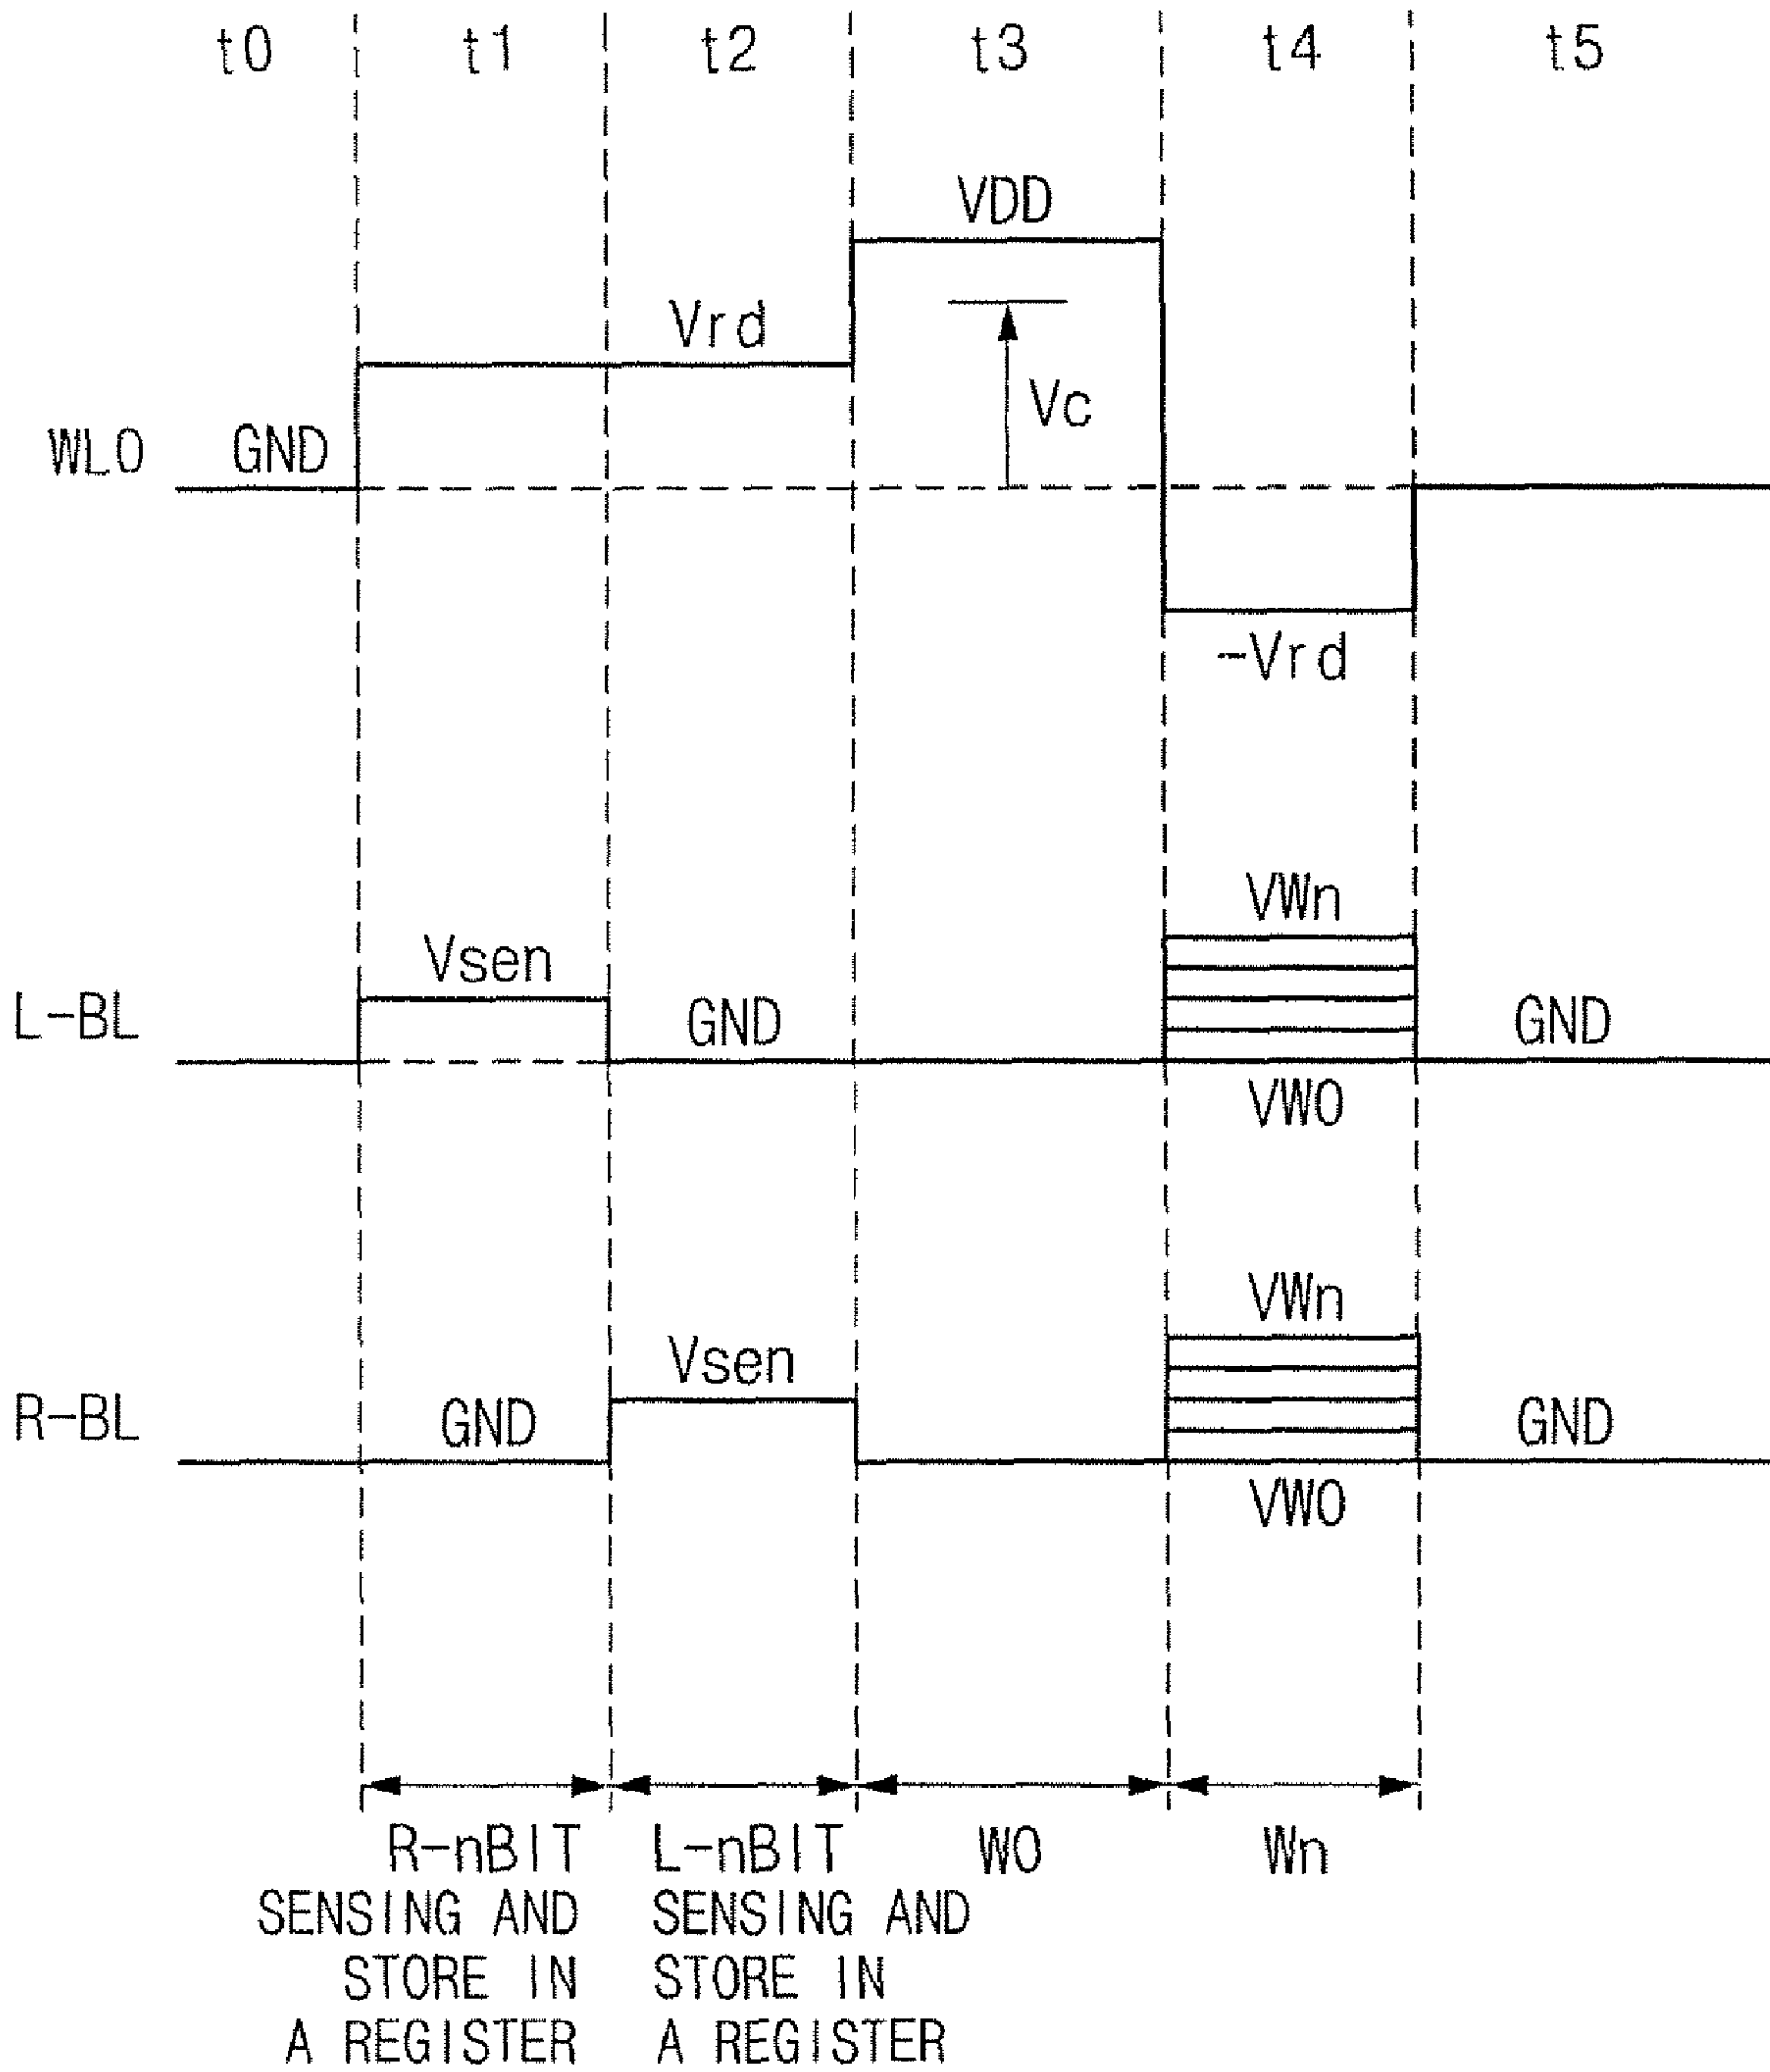 t0 t1 t2 t3 t4 t5
VDD
Vrd
Vc
WL0 GND
-Vrd
VWn
Vsen
L-BL GND GND
VW0
VWn
Vsen
R-BL GND GND
VW0
R-nBIT L-nBIT W0 Wn
SENSING AND SENSING AND
STORE IN STORE IN
A REGISTER A REGISTER